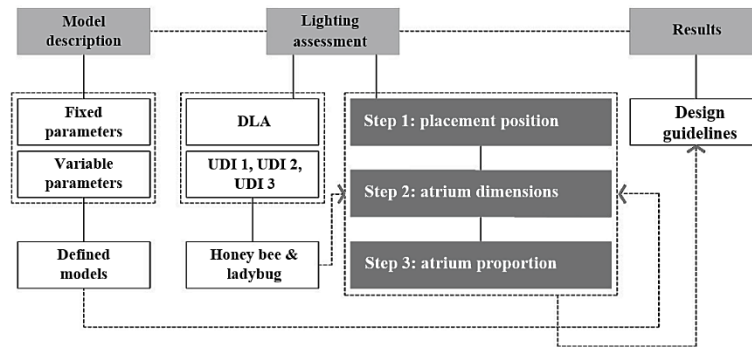 Model
description
Lighting
assessment
Results
Fixed
parameters
Variable
parameters
Defined
models
DLA
UDI 1, UDI 2,
UDI 3
Honey bee &
ladybug
Step 1: placement position
Step 2: atrium dimensions
Step 3: atrium proportion
Design
guidelines